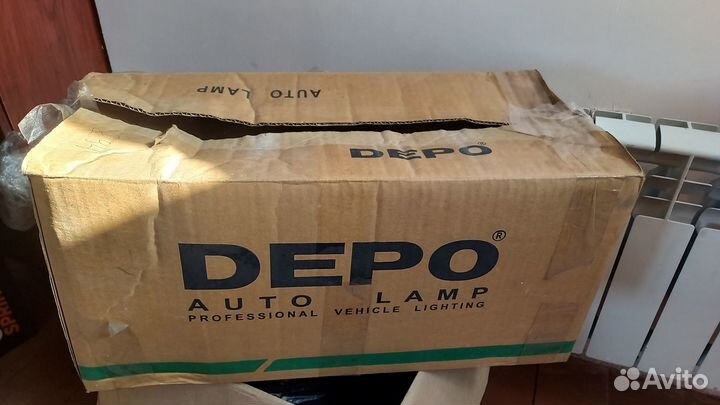 AUTO LAMP
DEPO®
DEPO®
AUTO LAMP
PROFESSIONAL VEHICLE LIGHTING
Avito